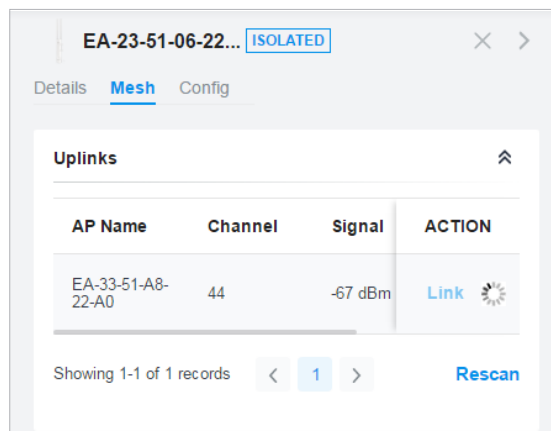 EA-23-51-06-22... ISOLATED
Details Mesh Config
Uplinks
AP Name Channel Signal ACTION
EA-33-51-A8-
22-A0 44 -67 dBm Link
Showing 1-1 of 1 records < 1 > Rescan